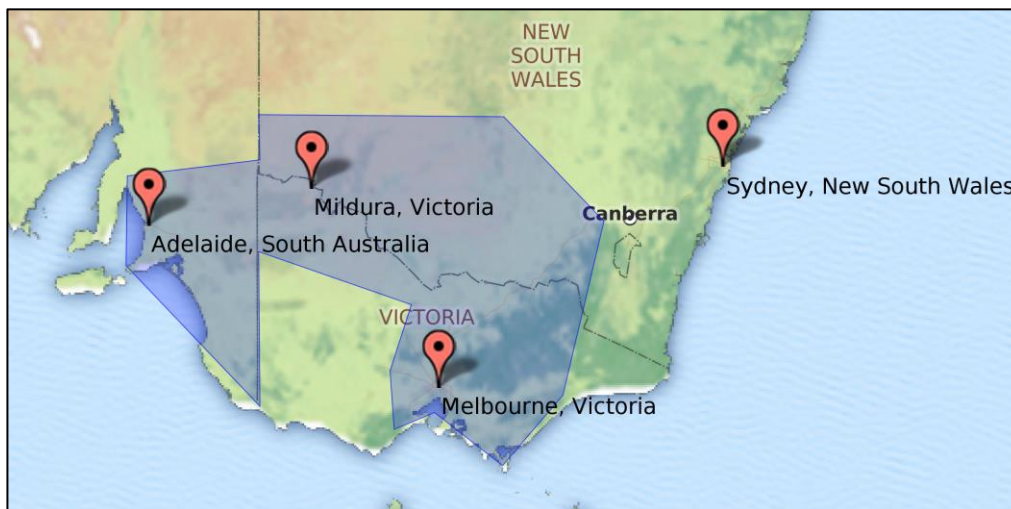 NEW
SOUTH
WALES
Mildura, Victoria
Sydney, New South Wales
Canberra
Adelaide, South Australia
VICTORIA
Melbourne, Victoria